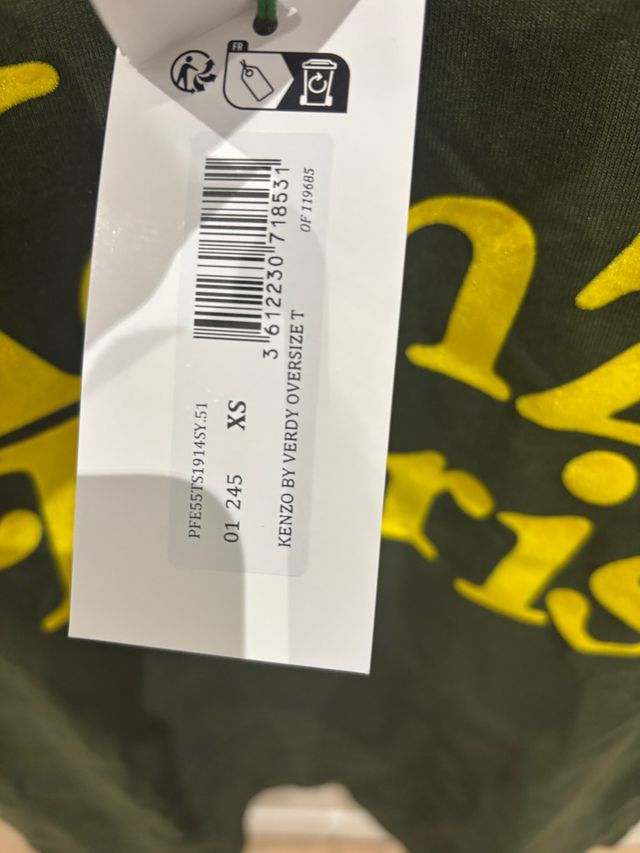 FR
3 612230 718531
OF 119685
PFE55TS1914SY.51
01 245 XS
KENZO BY VERDY OVERSIZE T